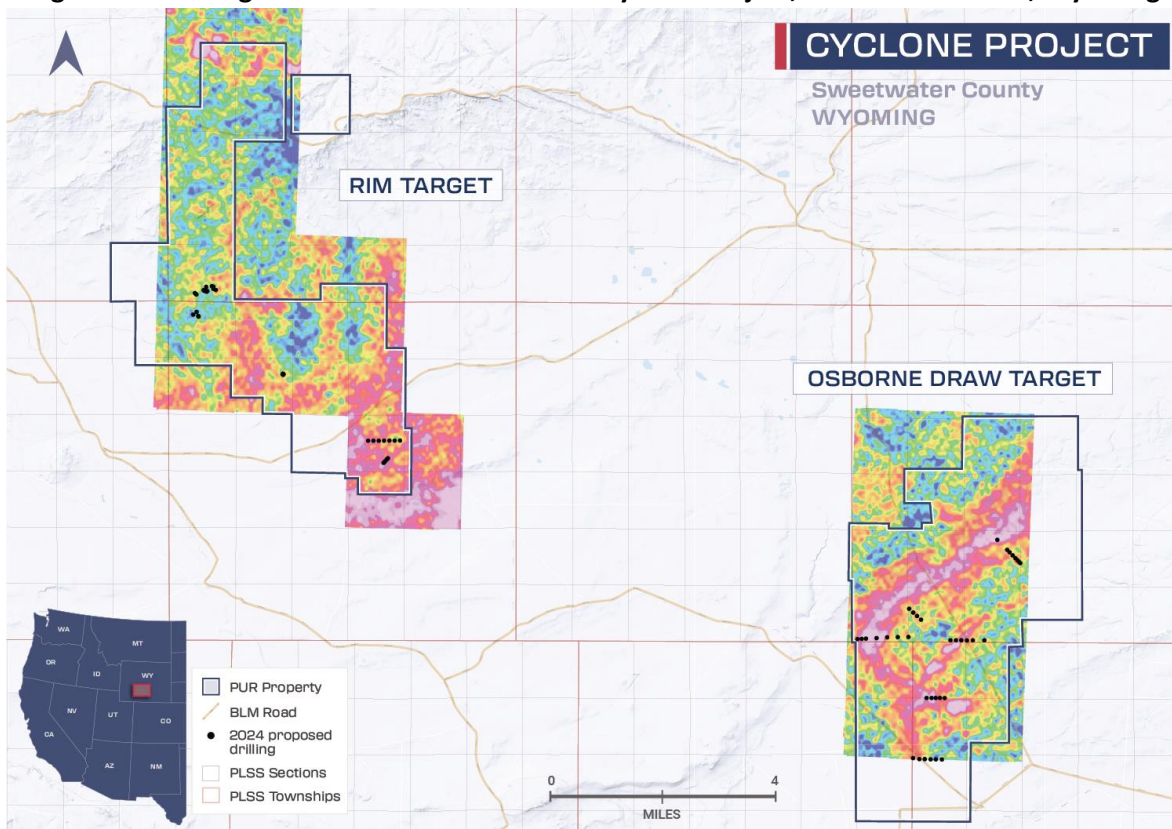 CYCLONE PROJECT
Sweetwater County
WYOMING
RIM TARGET
OSBORNE DRAW TARGET
WA
MT
OR
ID
WY
NV
UT
CO
CA
AZ
NM
PUR Property
BLM Road
2024 proposed
drilling
PLSS Sections
PLSS Townships
0
4
MILES